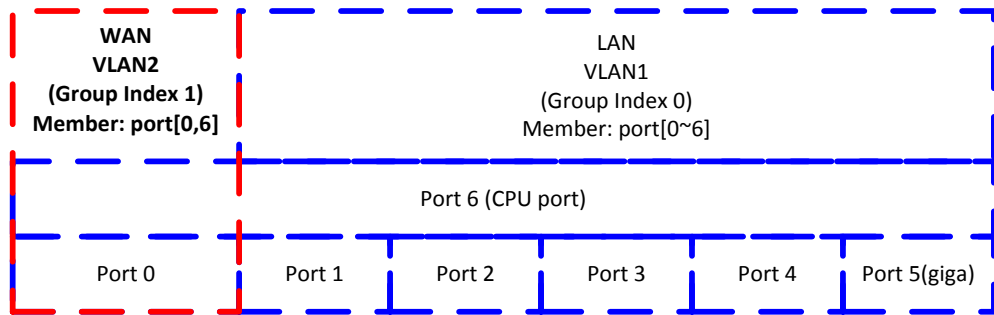 WAN
VLAN2
(Group Index 1)
Member: port[0,6]
LAN
VLAN1
(Group Index 0)
Member: port[0~6]
Port 6 (CPU port)
Port 0
Port 1
Port 2
Port 3
Port 4
Port 5(giga)